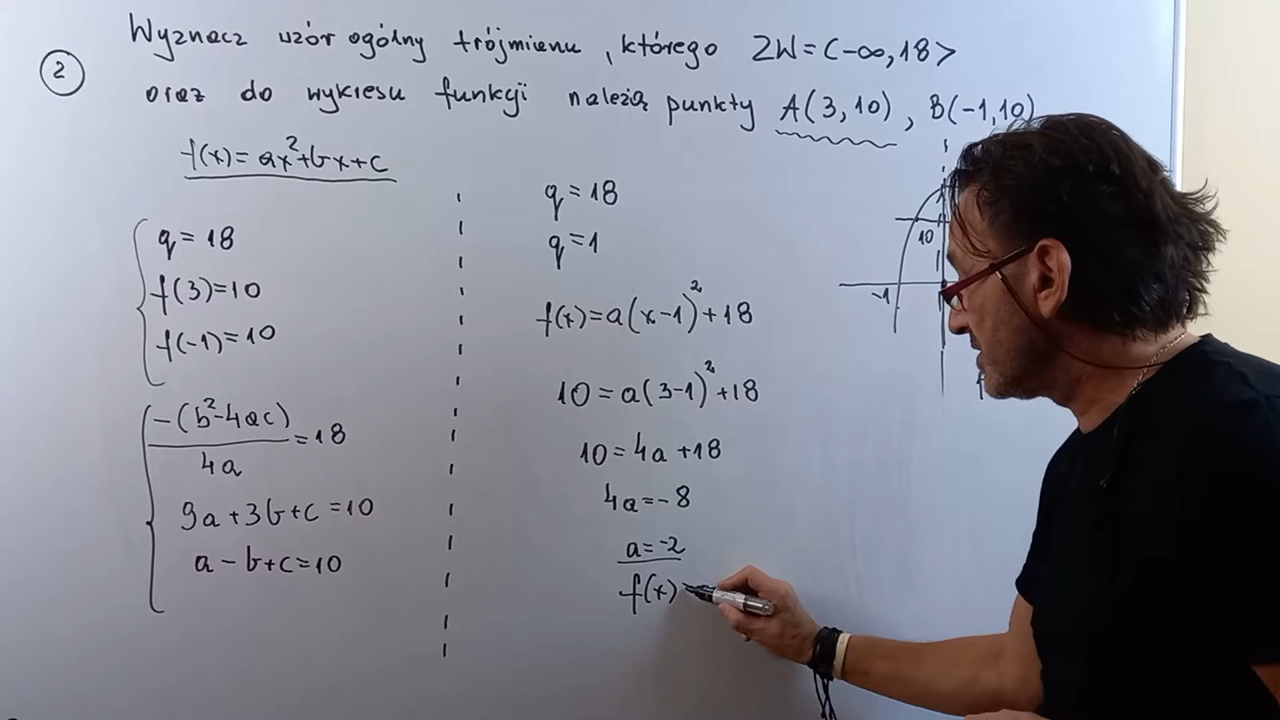 2
Wyznacz wzór ogólny trójmianu, którego ZW=(-∞,18>
oraz do wykresu funkcji należą punkty A(3,10), B(-1,10)
f(x)=ax²+bx+c
q=18
f(3)=10
f(-1)=10
-(b²-4ac)
4a
=18
9a+3b+c=10
a-b+c=10
q=18
q=1
f(x)=a(x-1)²+18
10=a(3-1)²+18
10=4a+18
4a=-8
a=-2
f(x)
10
-1